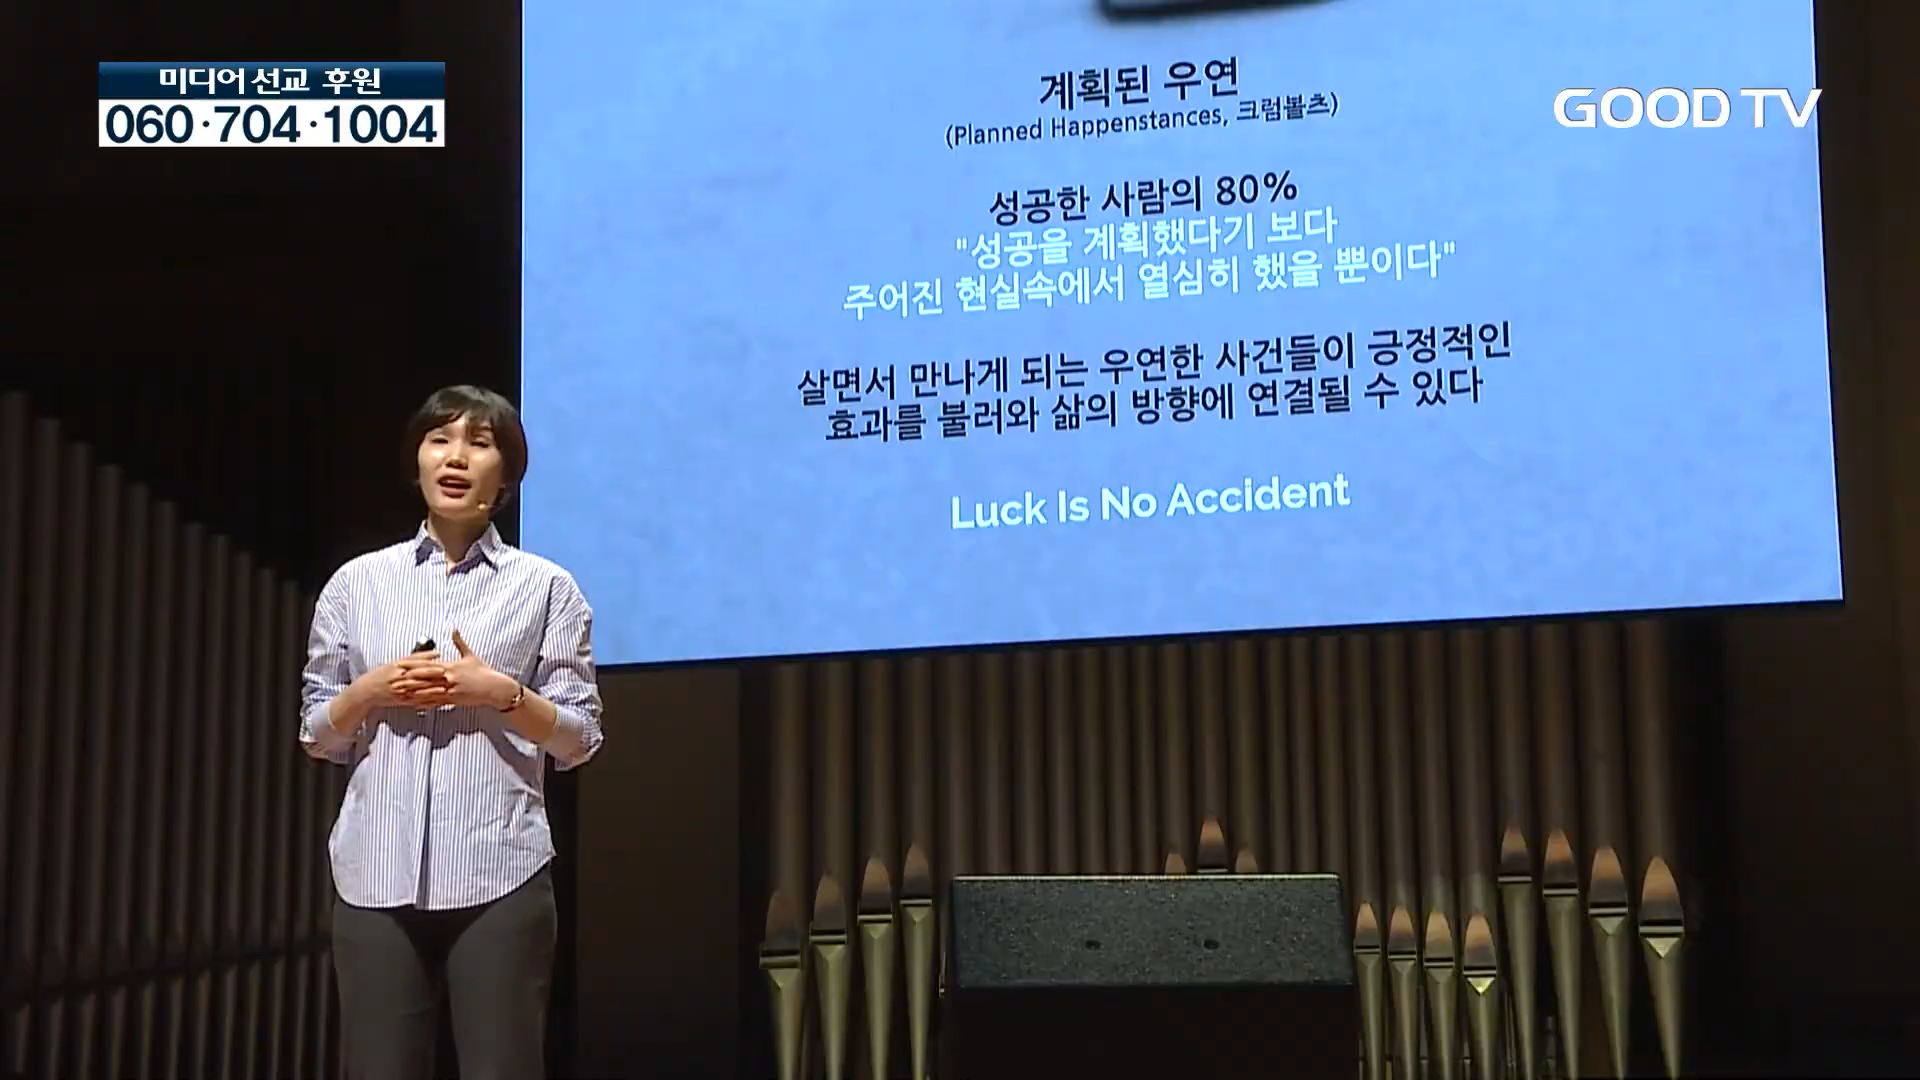 미디어선교 후원
060·704·1004
GOOD TV
계획된 우연
(Planned Happenstances, 크럼볼츠)
성공한 사람의 80%
"성공을 계획했다기 보다
주어진 현실속에서 열심히 했을 뿐이다"
살면서 만나게 되는 우연한 사건들이 긍정적인
효과를 불러와 삶의 방향에 연결될 수 있다
Luck Is No Accident